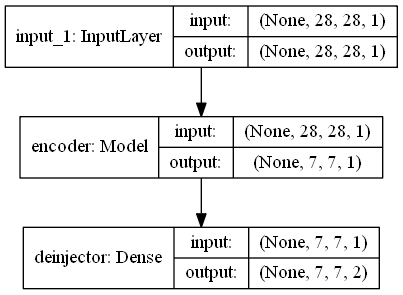 input_1: InputLayer
input: (None, 28, 28, 1)
output: (None, 28, 28, 1)
encoder: Model
input: (None, 28, 28, 1)
output: (None, 7, 7, 1)
deinjector: Dense
input: (None, 7, 7, 1)
output: (None, 7, 7, 2)